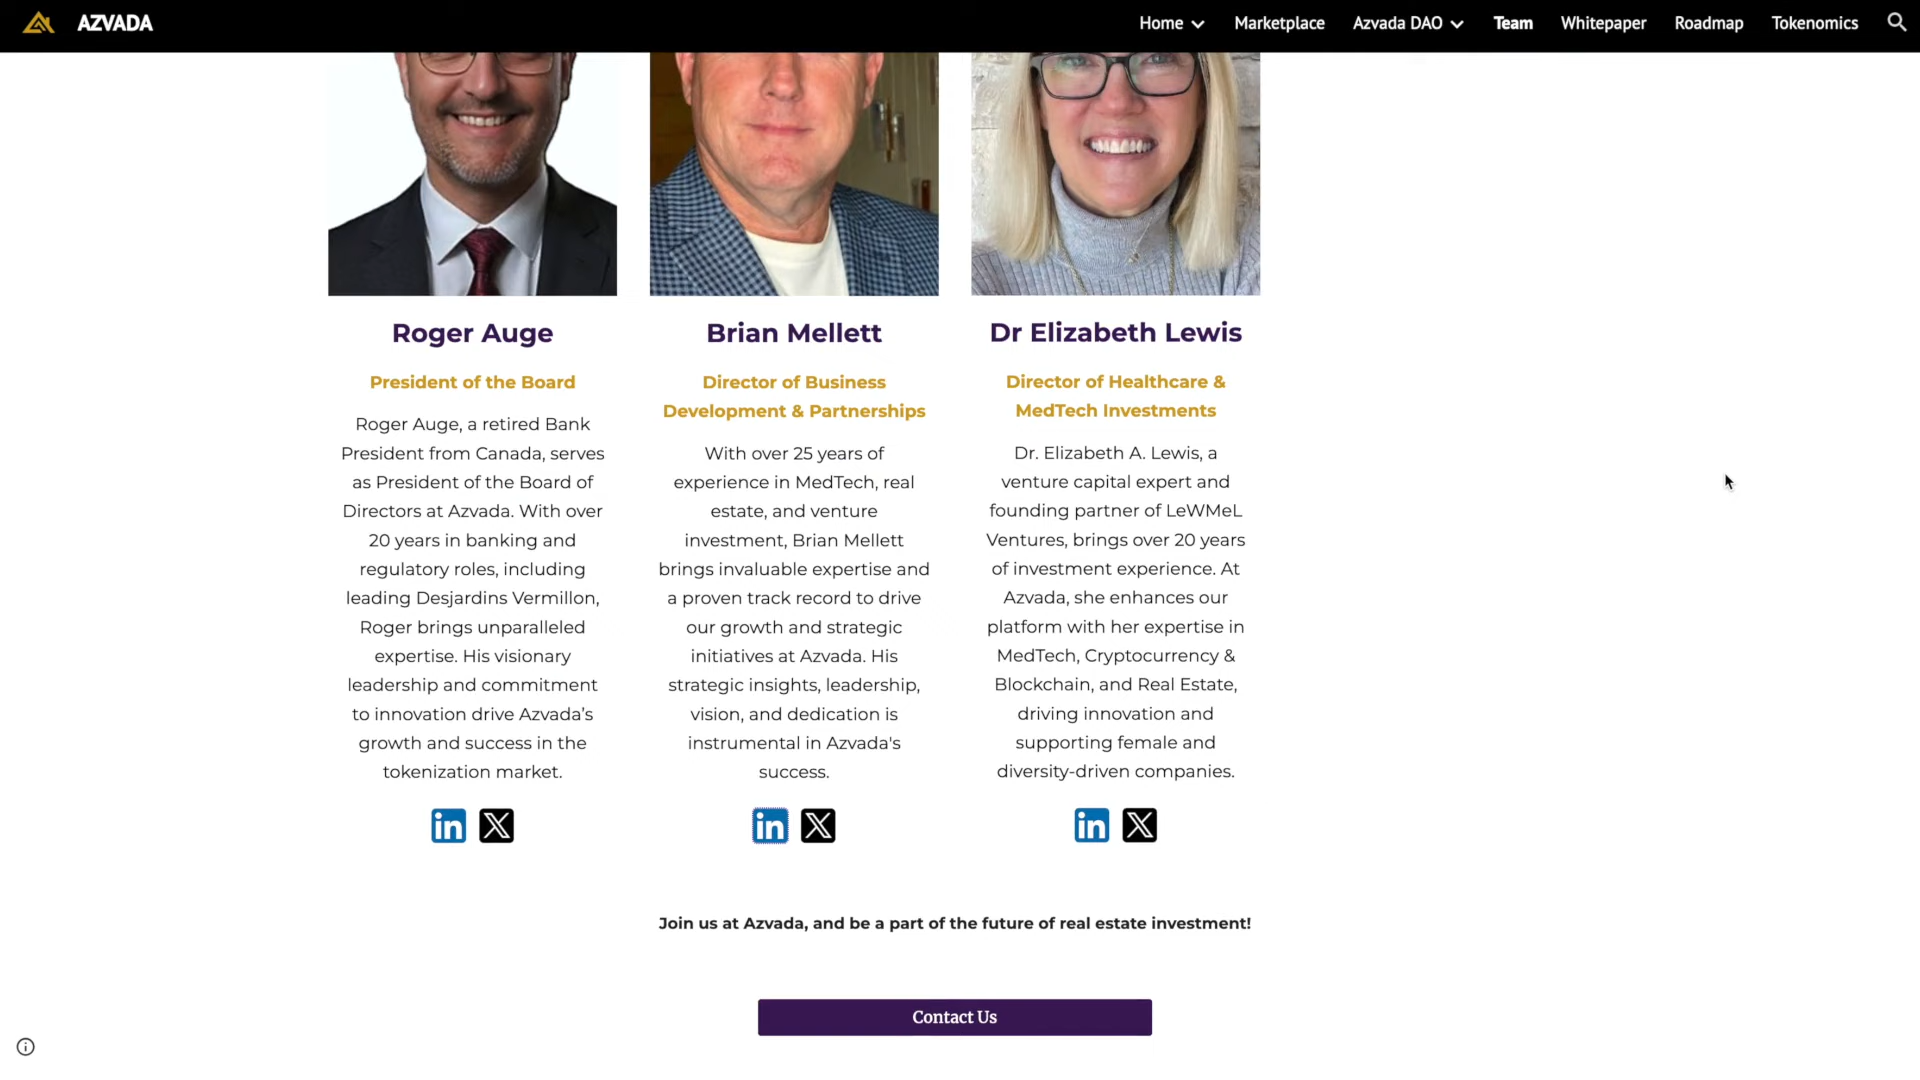 AZVADA
Home Marketplace Azvada DAO Team Whitepaper Roadmap Tokenomics
Roger Auge
President of the Board
Roger Auge, a retired Bank
President from Canada, serves
as President of the Board of
Directors at Azvada. With over
20 years in banking and
regulatory roles, including
leading Desjardins Vermillon,
Roger brings unparalleled
expertise. His visionary
leadership and commitment
to innovation drive Azvada’s
growth and success in the
tokenization market.
in X
Brian Mellett
Director of Business
Development & Partnerships
With over 25 years of
experience in MedTech, real
estate, and venture
investment, Brian Mellett
brings invaluable expertise and
a proven track record to drive
our growth and strategic
initiatives at Azvada. His
strategic insights, leadership,
vision, and dedication is
instrumental in Azvada's
success.
in X
Dr Elizabeth Lewis
Director of Healthcare &
MedTech Investments
Dr. Elizabeth A. Lewis, a
venture capital expert and
founding partner of LeWMeL
Ventures, brings over 20 years
of investment experience. At
Azvada, she enhances our
platform with her expertise in
MedTech, Cryptocurrency &
Blockchain, and Real Estate,
driving innovation and
supporting female and
diversity-driven companies.
in X
Join us at Azvada, and be a part of the future of real estate investment!
Contact Us